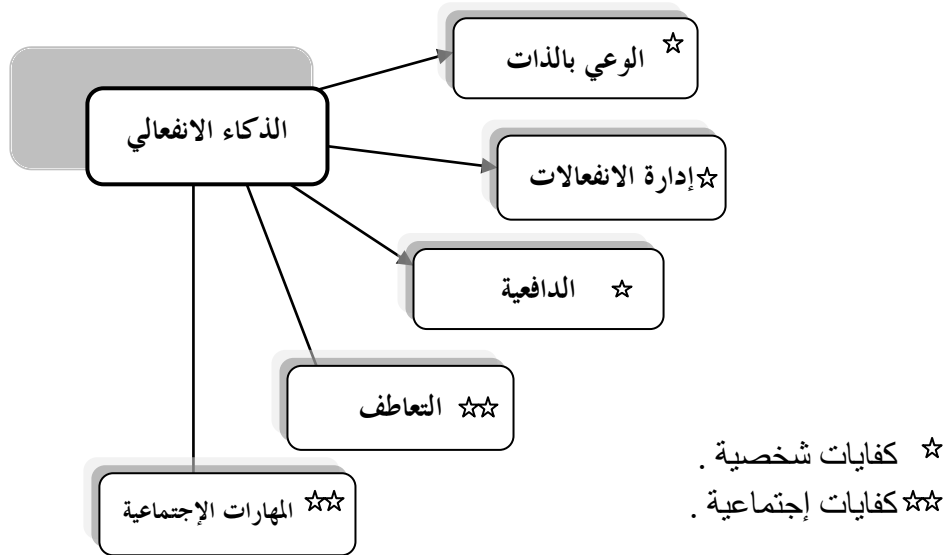 ☆ الوعي بالذات
الذكاء الانفعالي
☆إدارة الانفعالات
☆ الدافعية
☆☆ التعاطف
☆☆ المهارات الإجتماعية
☆ كفايات شخصية .
☆☆ كفايات إجتماعية .